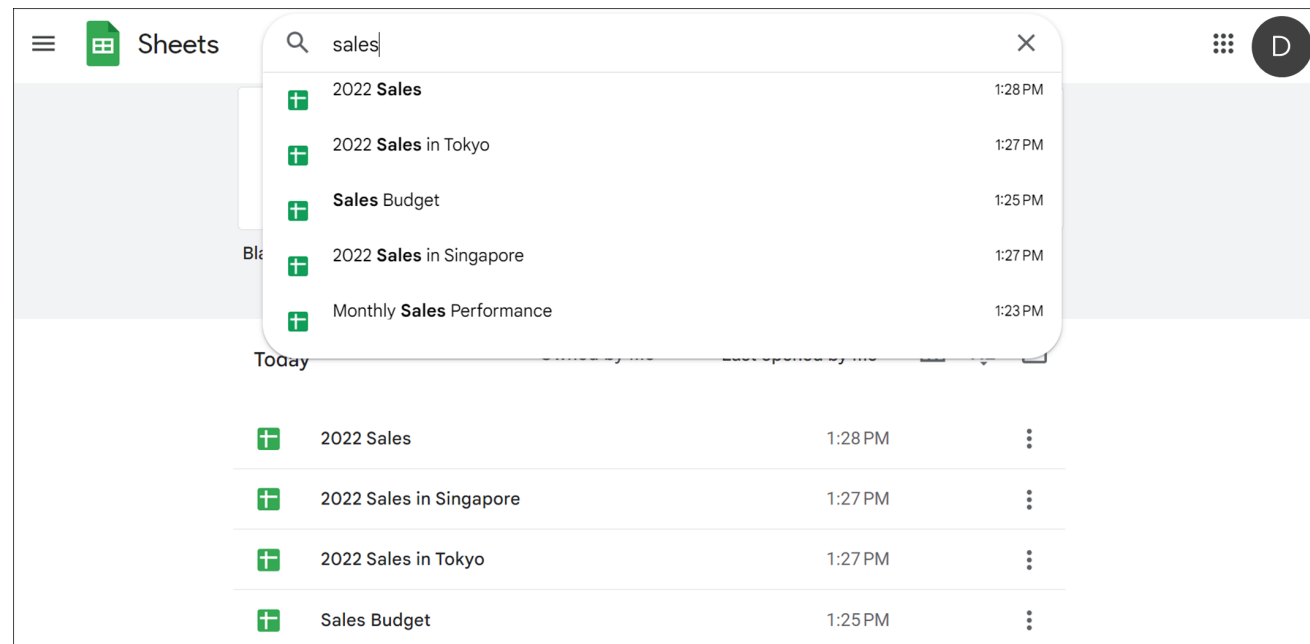 Sheets
sales
D
2022 Sales 1:28 PM
2022 Sales in Tokyo 1:27 PM
Sales Budget 1:25 PM
2022 Sales in Singapore 1:27 PM
Monthly Sales Performance 1:23 PM
Today
2022 Sales 1:28 PM
2022 Sales in Singapore 1:27 PM
2022 Sales in Tokyo 1:27 PM
Sales Budget 1:25 PM